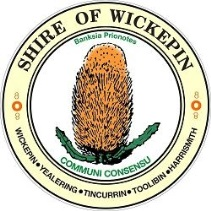 SHIRE OF WICKEPIN
Banksia Prionotes
COMMUNI CONSENSU
WICKEPIN • YEALERING • TINCURRIN • TOOLIBIN • HARRISMITH